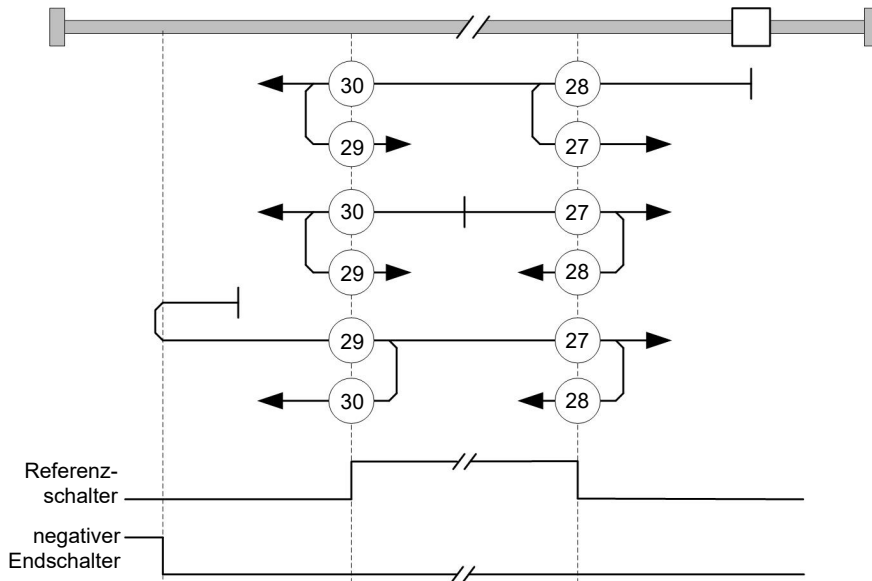 30 28
29 27
30 27
29 28
29 27
30 28
Referenz-
schalter
negativer
Endschalter